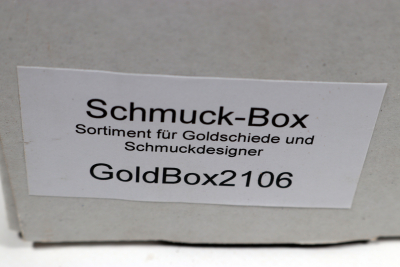 Schmuck-Box
Sortiment für Goldschiede und
Schmuckdesigner
GoldBox2106